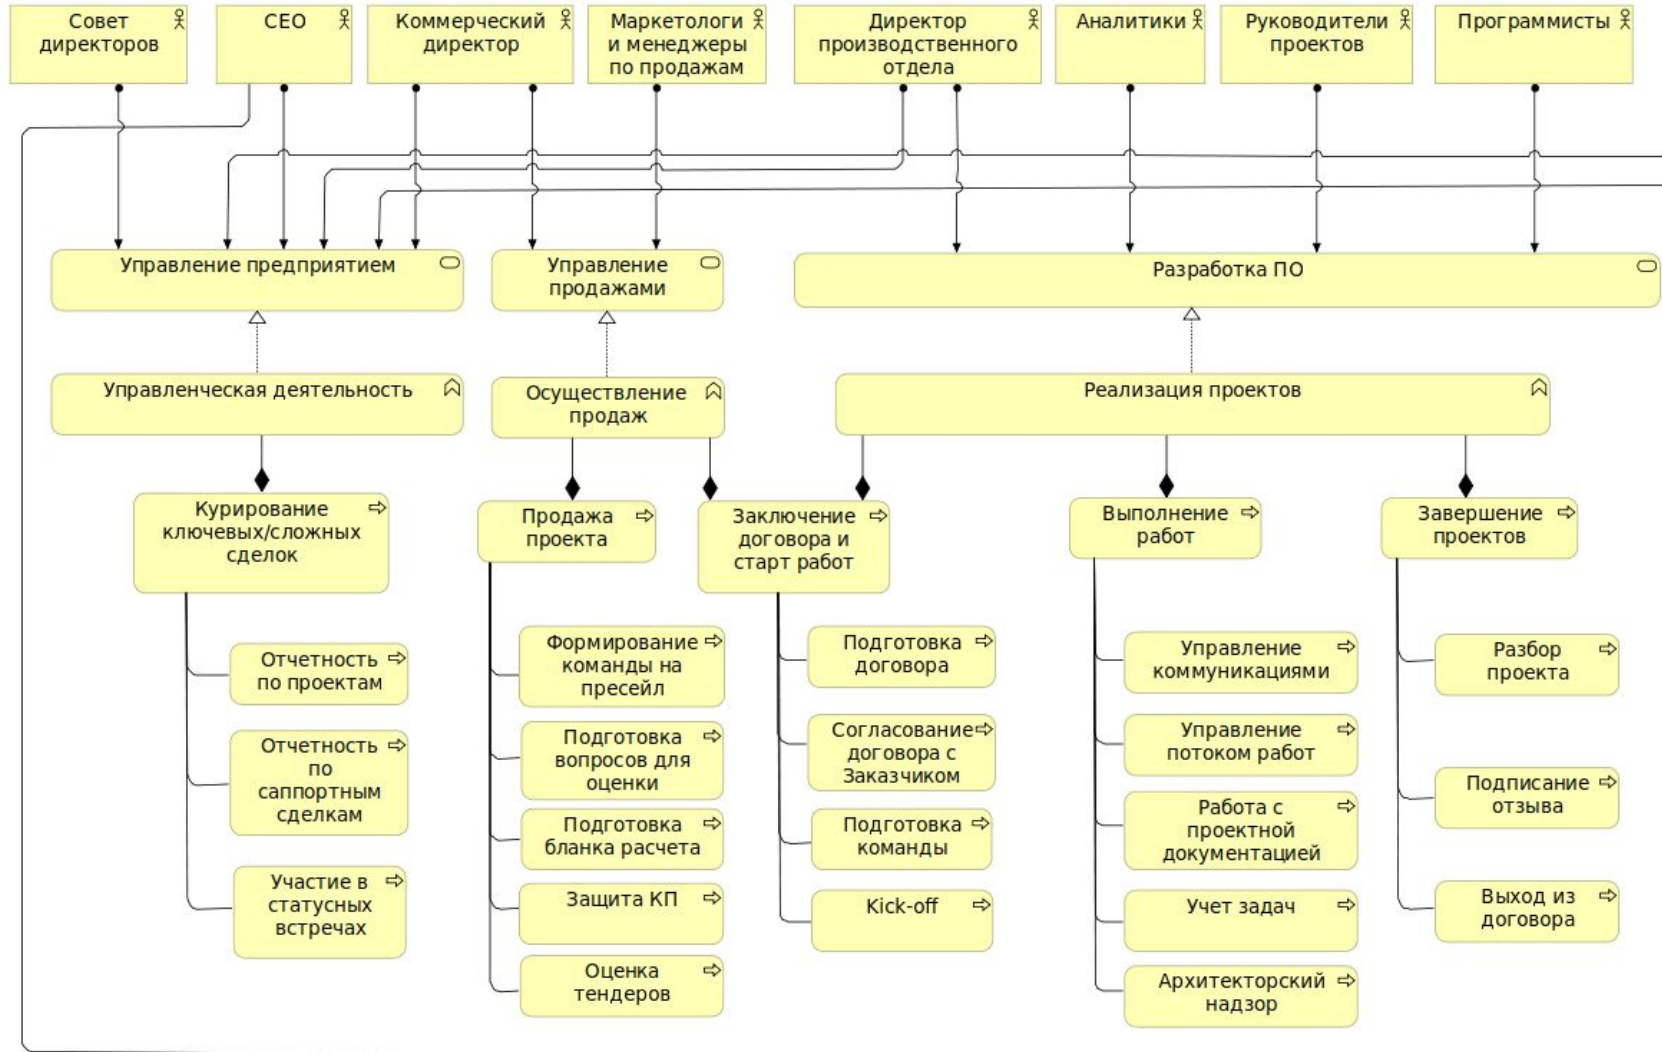 Совет
директоров
CEO
Коммерческий
директор
Маркетологи
и менеджеры
по продажам
Директор
производственного
отдела
Аналитики
Руководители
проектов
Программисты
Управление предприятием
Управление
продажами
Разработка ПО
Управленческая деятельность
Осуществление
продаж
Реализация проектов
Курирование
ключевых/сложных
сделок
Продажа
проекта
Заключение
договора и
старт работ
Выполнение
работ
Завершение
проектов
Отчетность
по проектам
Отчетность
по
саппортным
сделкам
Участие в
статусных
встречах
Формирование
команды на
пресейл
Подготовка
вопросов для
оценки
Подготовка
бланка расчета
Защита КП
Оценка
тендеров
Подготовка
договора
Согласование
договора с
Заказчиком
Подготовка
команды
Kick-off
Управление
коммуникациями
Управление
потоком работ
Работа с
проектной
документацией
Учет задач
Архитекторский
надзор
Разбор
проекта
Подписание
отзыва
Выход из
договора